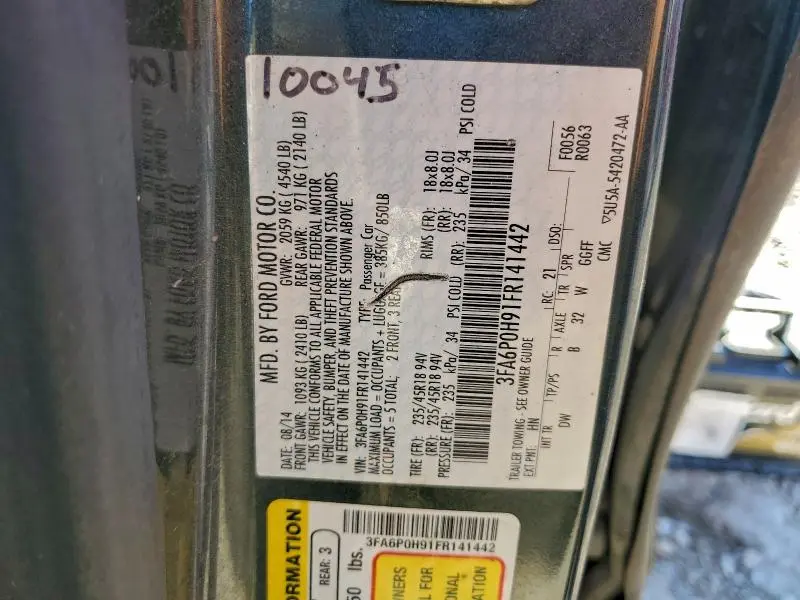 10045
MFD. BY FORD MOTOR CO.
DATE: 08/14 GVWR: 2059 KG (4540 LB)
FRONT GAWR: 1093 KG (2410 LB) REAR GAWR: 971 KG (2140 LB)
THIS VEHICLE CONFORMS TO ALL APPLICABLE FEDERAL MOTOR
VEHICLE SAFETY, BUMPER, AND THEFT PREVENTION STANDARDS
IN EFFECT ON THE DATE OF MANUFACTURE SHOWN ABOVE.
VIN: 3FA6P0H91FR141442 TYPE: Passenger Car
MAXIMUM LOAD = OCCUPANTS + LUGGAGE = 385KG/ 850LB
OCCUPANTS = 5 TOTAL; 2 FRONT, 3 REAR
TIRE (FR): 235/45R18 94V RIMS (FR): 18x8.0J
(RR): 235/45R18 94V (RR): 18x8.0J
PRESSURE (FR): 235 kPa/ 34 PSI COLD (RR): 235 kPa/ 34 PSI COLD
3FA6P0H91FR141442
TRAILER TOWING - SEE OWNER GUIDE F0056
EXT PNT: HN RC: 21 DSO: R0063
INT TR TP/PS R AXLE TR SPR
DW B 32 W GGFF
CMC ▽5U5A-5420472-AA
3FA6P0H91FR141442
REAR: 3
lbs.